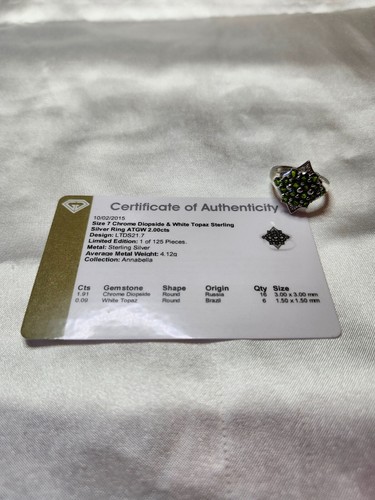 Certificate of Authenticity
10/02/2015
Size 7 Chrome Diopside & White Topaz Sterling
Silver Ring ATGW 2.00cts
Design: LTDS21.7
Limited Edition: 1 of 125 Pieces.
Metal: Sterling Silver
Average Metal Weight: 4.12g
Collection: Annabella
Cts Gemstone Shape Origin Qty Size
1.91 Chrome Diopside Round Russia 16 3.00 x 3.00 mm
0.09 White Topaz Round Brazil 6 1.50 x 1.50 mm